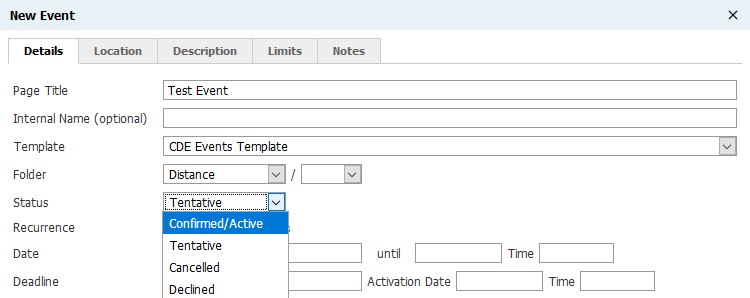 New Event
Details Location Description Limits Notes
Page Title Test Event
Internal Name (optional)
Template CDE Events Template
Folder Distance /
Status Tentative
Confirmed/Active
Recurrence
Tentative
Date until Time
Cancelled
Deadline Activation Date Time
Declined